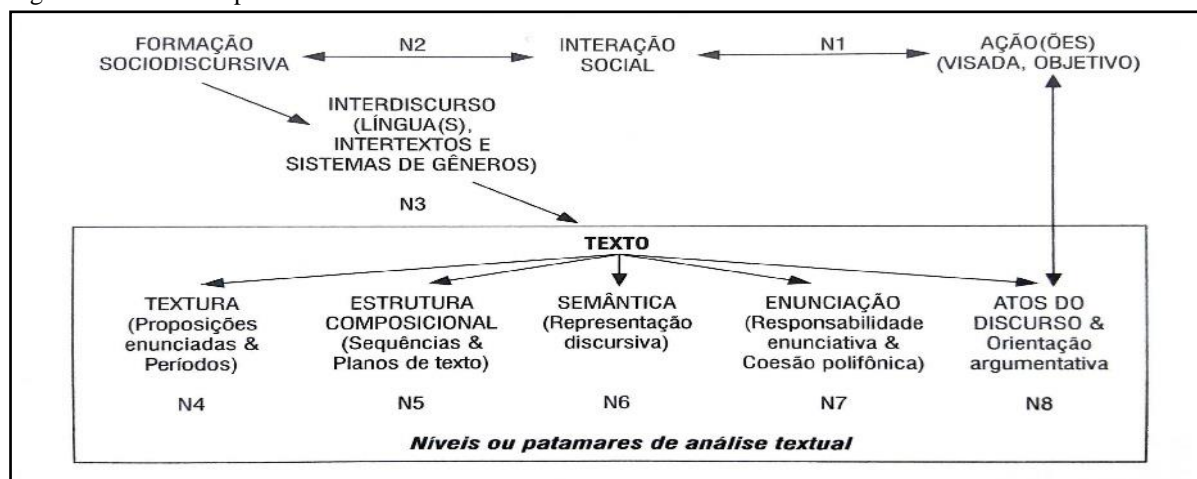 FORMAÇÃO
SOCIODISCURSIVA
N2
INTERAÇÃO
SOCIAL
N1
AÇÃO(ÕES)
(VISADA, OBJETIVO)
INTERDISCURSO
(LÍNGUA(S),
INTERTEXTOS E
SISTEMAS DE GÊNEROS)
N3
TEXTO
TEXTURA
(Proposições
enunciadas &
Períodos)
N4
ESTRUTURA
COMPOSICIONAL
(Sequências &
Planos de texto)
N5
SEMÂNTICA
(Representação
discursiva)
N6
ENUNCIAÇÃO
(Responsabilidade
enunciativa &
Coesão polifônica)
N7
ATOS DO
DISCURSO &
Orientação
argumentativa
N8
Níveis ou patamares de análise textual